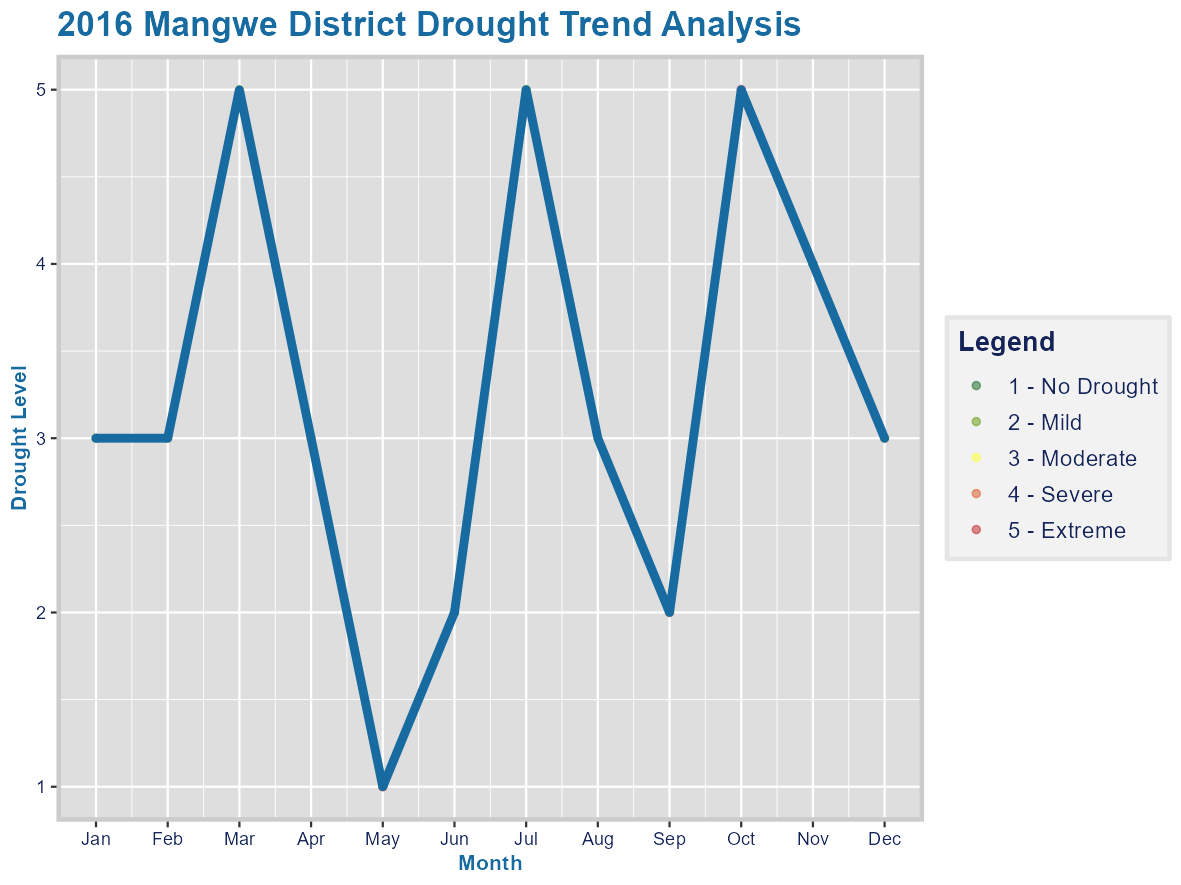 2016 Mangwe District Drought Trend Analysis
Drought Level
5
4
3
2
1
Jan Feb Mar Apr May Jun Jul Aug Sep Oct Nov Dec
Month
Legend
1 - No Drought
2 - Mild
3 - Moderate
4 - Severe
5 - Extreme